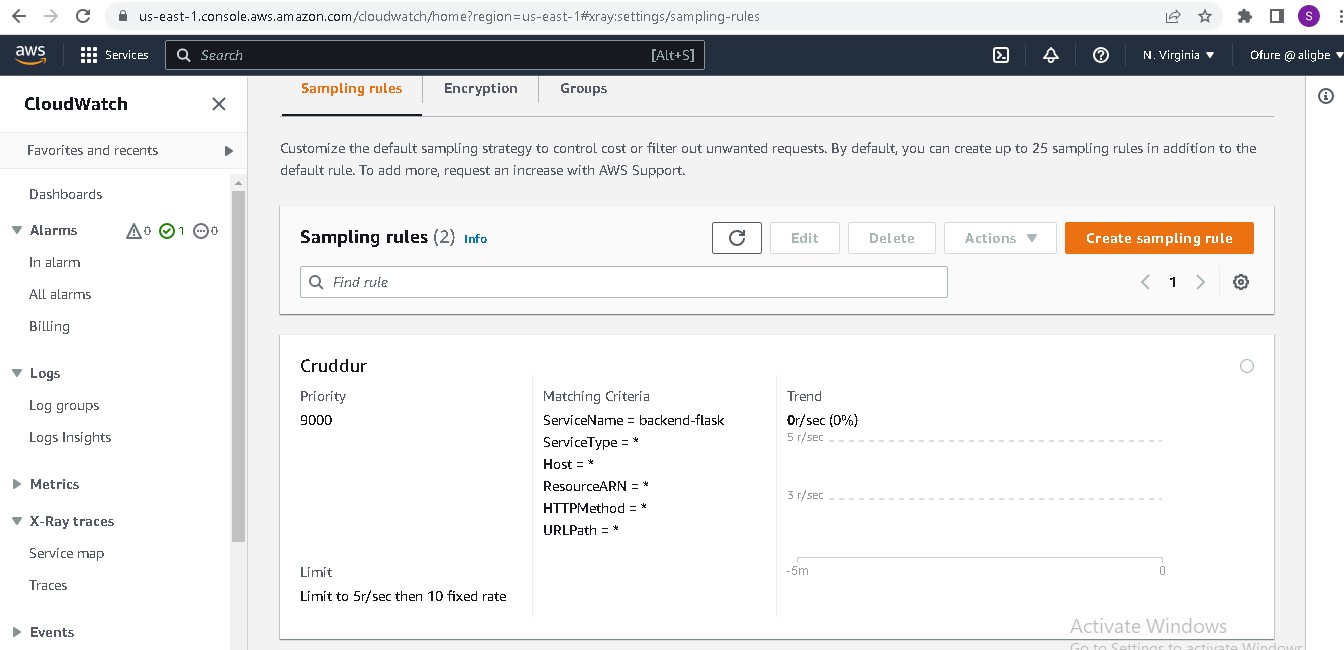 us-east-1.console.aws.amazon.com/cloudwatch/home?region=us-east-1#xray:settings/sampling-rules
S
aws
Services
Search
[Alt+S]
N. Virginia
Ofure @ aligbe
CloudWatch
Favorites and recents
Dashboards
Alarms
0
1
0
In alarm
All alarms
Billing
Logs
Log groups
Logs Insights
Metrics
X-Ray traces
Service map
Traces
Events
Sampling rules
Encryption
Groups
Customize the default sampling strategy to control cost or filter out unwanted requests. By default, you can create up to 25 sampling rules in addition to the
default rule. To add more, request an increase with AWS Support.
Sampling rules (2) Info
Edit
Delete
Actions
Create sampling rule
Find rule
1
Cruddur
Priority
9000
Limit
Limit to 5r/sec then 10 fixed rate
Matching Criteria
ServiceName = backend-flask
ServiceType = *
Host = *
ResourceARN = *
HTTPMethod = *
URLPath = *
Trend
0r/sec (0%)
5 r/sec
3 r/sec
-5m
0
Activate Windows
Go to Settings to activate Windows.